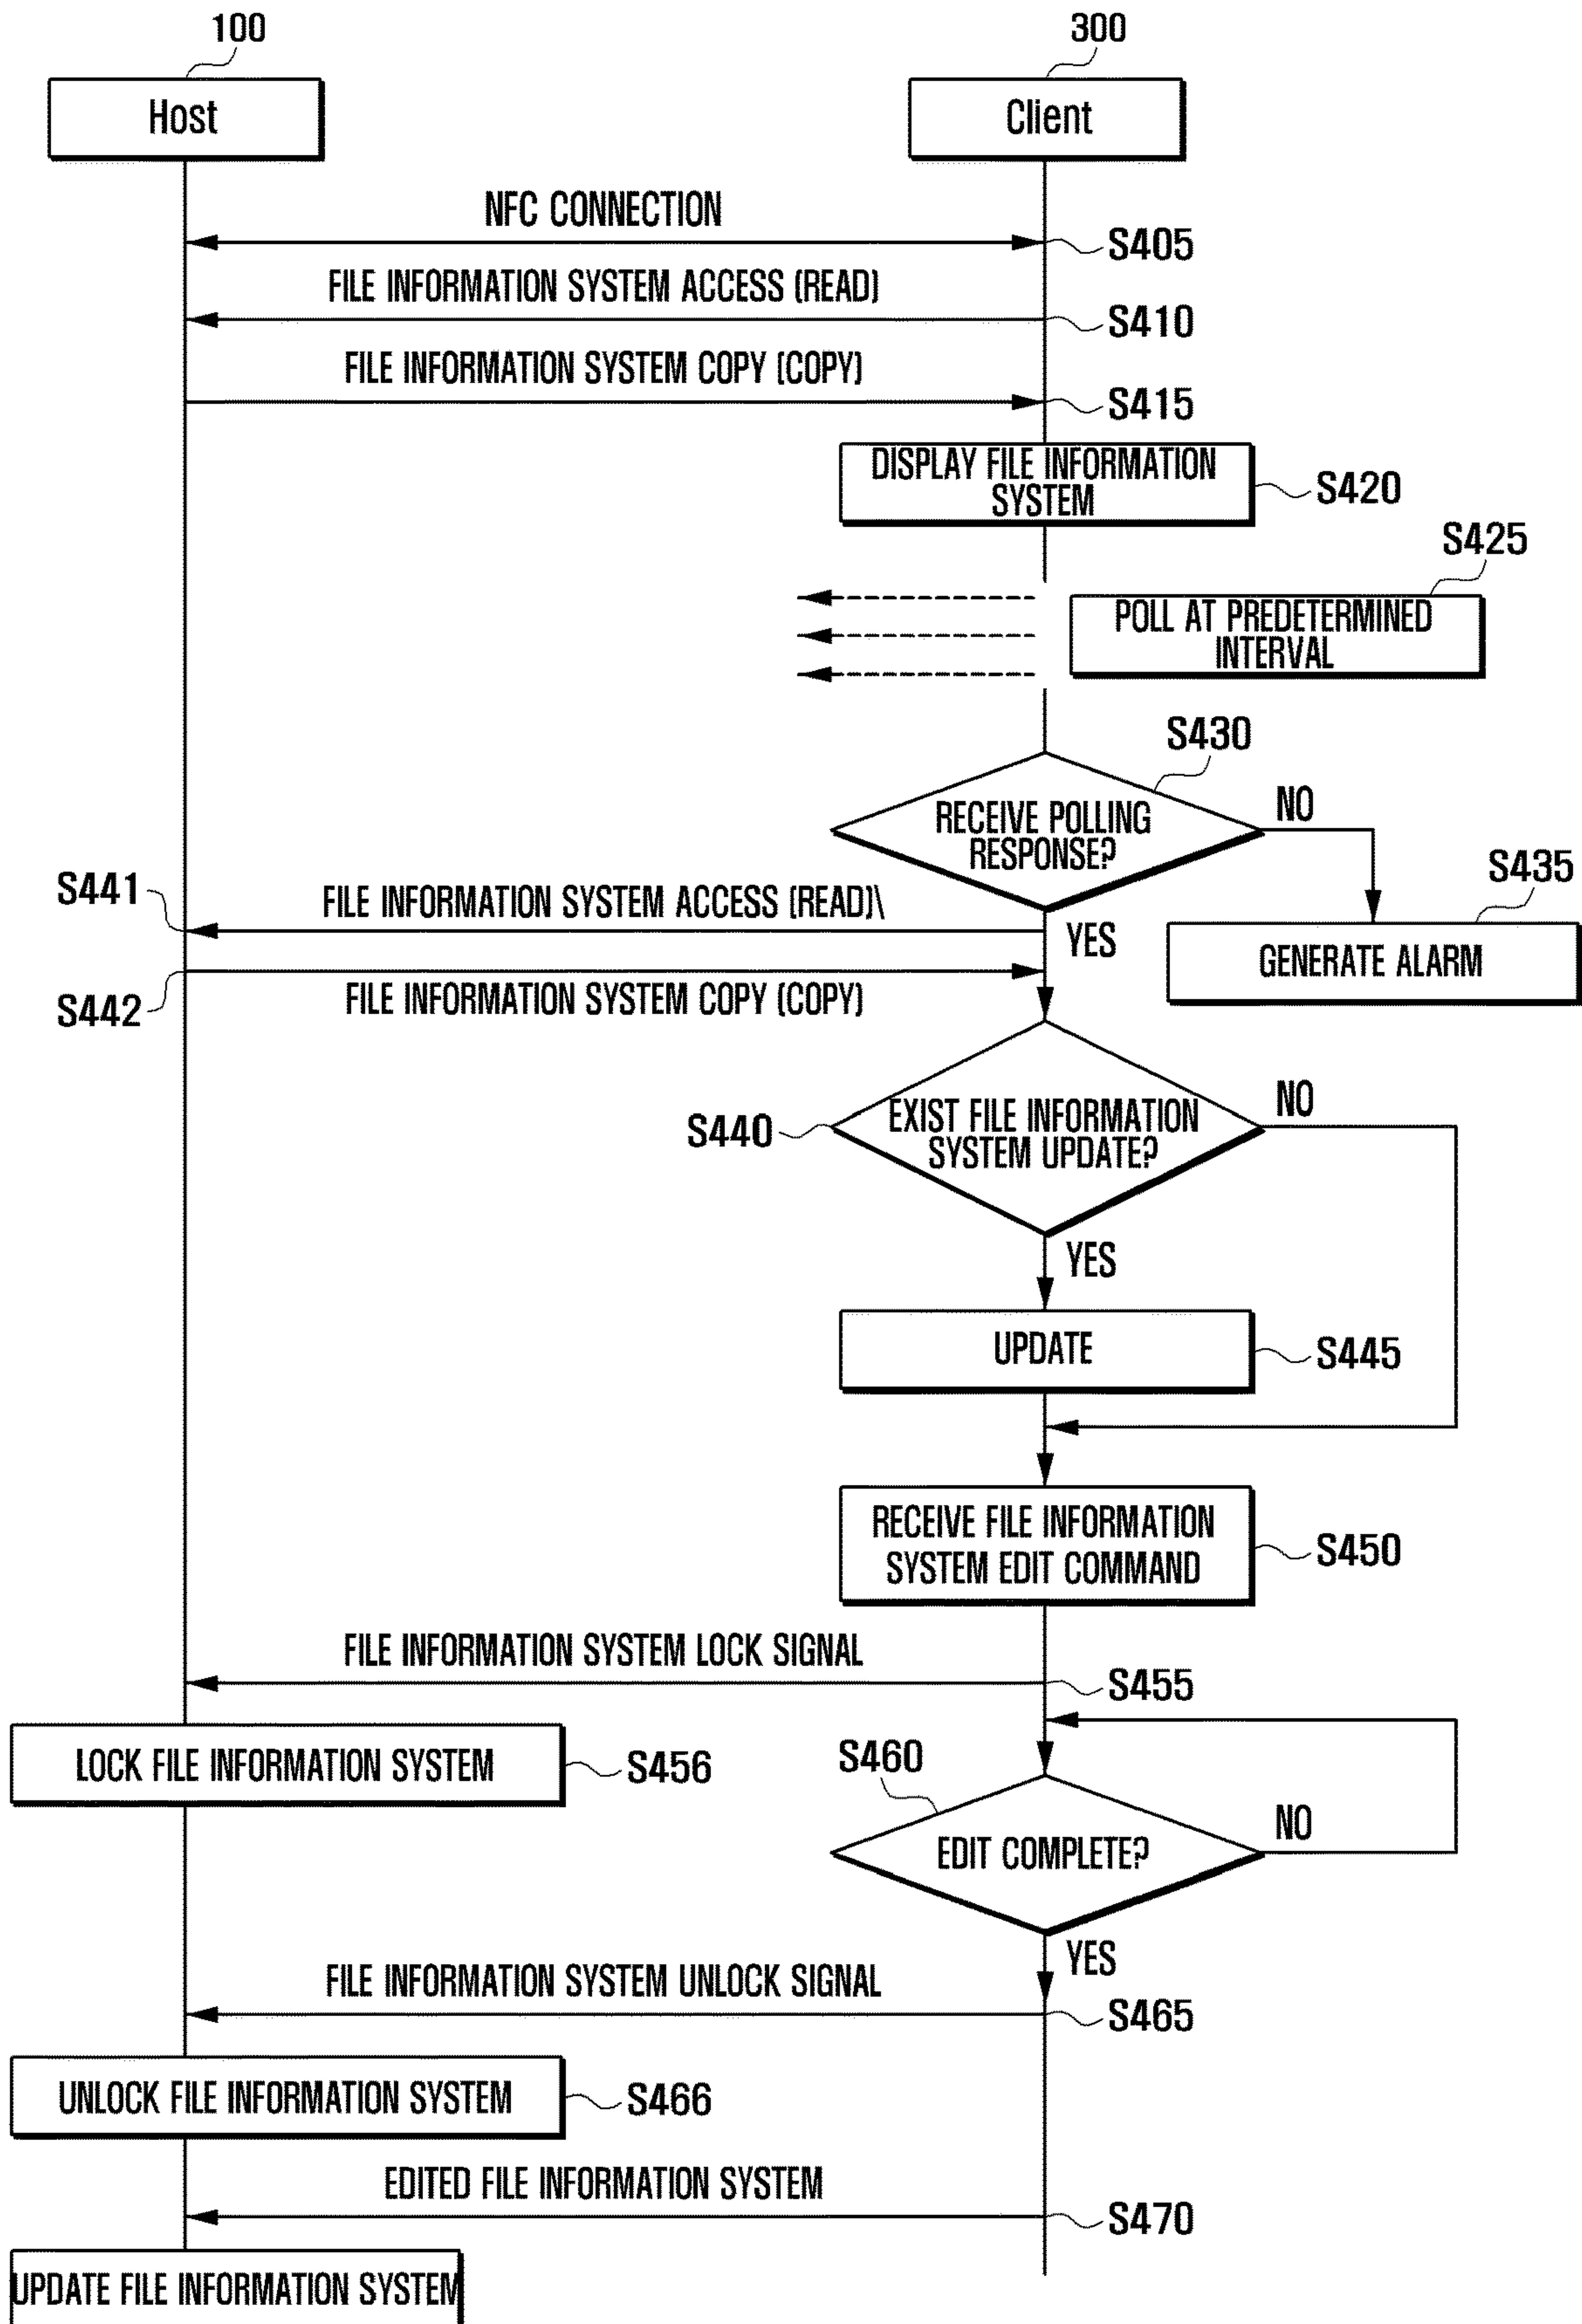 100
300
Host
Client
NFC CONNECTION
S405
FILE INFORMATION SYSTEM ACCESS (READ)
S410
FILE INFORMATION SYSTEM COPY (COPY)
S415
DISPLAY FILE INFORMATION
SYSTEM
S420
S425
POLL AT PREDETERMINED
INTERVAL
S430
RECEIVE POLLING
RESPONSE?
NO
S435
GENERATE ALARM
S441
FILE INFORMATION SYSTEM ACCESS (READ)\
YES
S442
FILE INFORMATION SYSTEM COPY (COPY)
S440
EXIST FILE INFORMATION
SYSTEM UPDATE?
NO
YES
UPDATE
S445
RECEIVE FILE INFORMATION
SYSTEM EDIT COMMAND
S450
FILE INFORMATION SYSTEM LOCK SIGNAL
S455
LOCK FILE INFORMATION SYSTEM
S456
S460
EDIT COMPLETE?
NO
YES
FILE INFORMATION SYSTEM UNLOCK SIGNAL
S465
UNLOCK FILE INFORMATION SYSTEM
S466
EDITED FILE INFORMATION SYSTEM
S470
UPDATE FILE INFORMATION SYSTEM